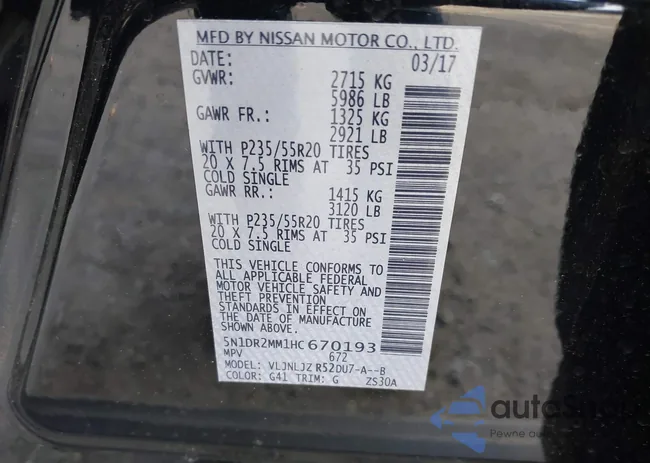 MFD BY NISSAN MOTOR CO., LTD.
DATE: 03/17
GVWR: 2715 KG
5986 LB
GAWR FR.: 1325 KG
2921 LB
WITH P235/55R20 TIRES
20 X 7.5 RIMS AT 35 PSI
COLD SINGLE
GAWR RR.: 1415 KG
3120 LB
WITH P235/55R20 TIRES
20 X 7.5 RIMS AT 35 PSI
COLD SINGLE
THIS VEHICLE CONFORMS TO
ALL APPLICABLE FEDERAL
MOTOR VEHICLE SAFETY AND
THEFT PREVENTION
STANDARDS IN EFFECT ON
THE DATE OF MANUFACTURE
SHOWN ABOVE.
5N1DR2MM1HC 670193
MPV 672
MODEL: VLJNLJZ R52DU7-A--B
COLOR: G41 TRIM: G ZS30A
Pewne auto